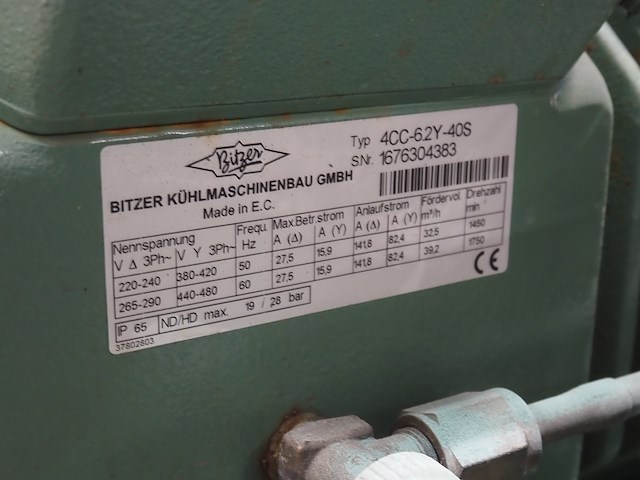 Bitzer
Typ 4CC-6.2Y-40S
S.Nr. 1676304383
BITZER KÜHLMASCHINENBAU GMBH
Made in E.C.
Nennspannung Frequ. Max.Betr.strom Anlaufstrom Fördervol. Drehzahl
V Δ 3Ph~ V Y 3Ph~ Hz A (Δ) A (Y) A (Δ) A (Y) m³/h min
220-240 380-420 50 27,5 15,9 141,8 82,4 32,5 1450
265-290 440-480 60 27,5 15,9 141,8 82,4 39,2 1750
IP 65 ND/HD max. 19 / 28 bar
CE
37802803